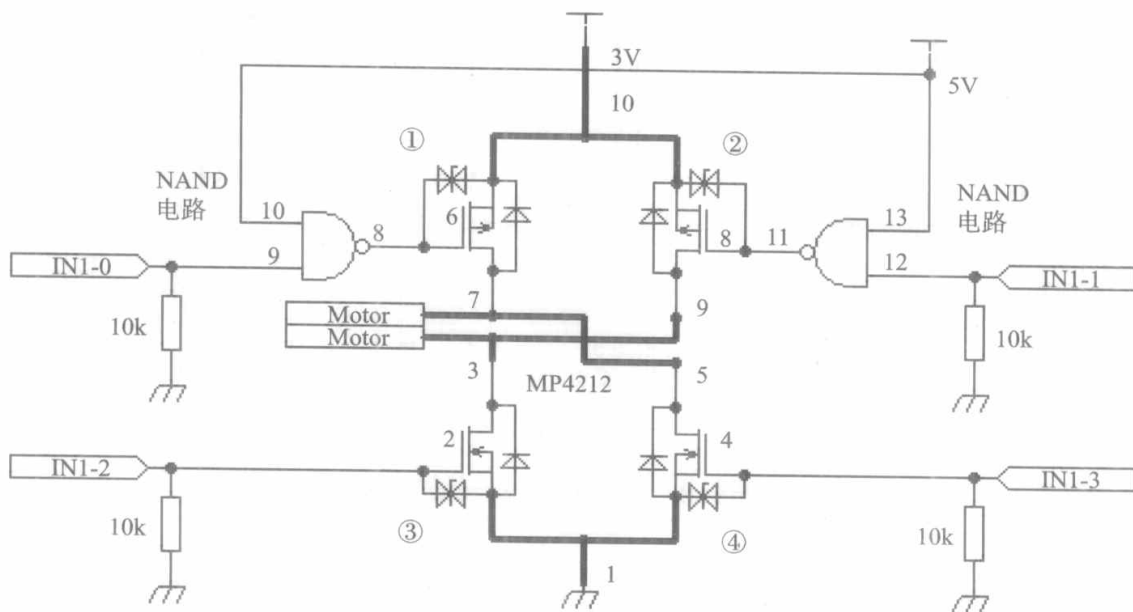 3V
5V
10
①
②
NAND
电路
NAND
电路
10
8
6
8
11
13
9
12
IN1-0
IN1-1
10k
7
9
10k
Motor
Motor
3
MP4212
5
2
4
IN1-2
IN1-3
10k
③
④
10k
1